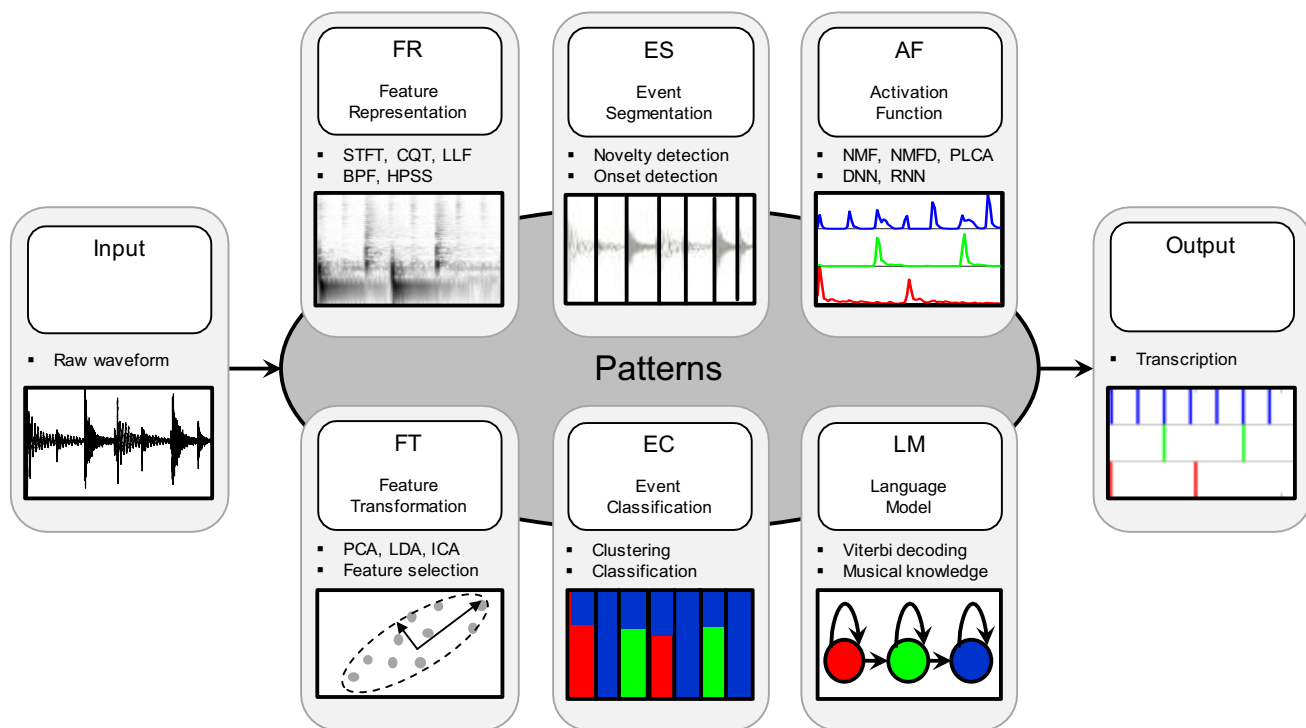 Input
▪ Raw waveform
FR
Feature
Representation
▪ STFT, CQT, LLF
▪ BPF, HPSS
ES
Event
Segmentation
▪ Novelty detection
▪ Onset detection
AF
Activation
Function
▪ NMF, NMFD, PLCA
▪ DNN, RNN
Patterns
FT
Feature
Transformation
▪ PCA, LDA, ICA
▪ Feature selection
EC
Event
Classification
▪ Clustering
▪ Classification
LM
Language
Model
▪ Viterbi decoding
▪ Musical knowledge
Output
▪ Transcription